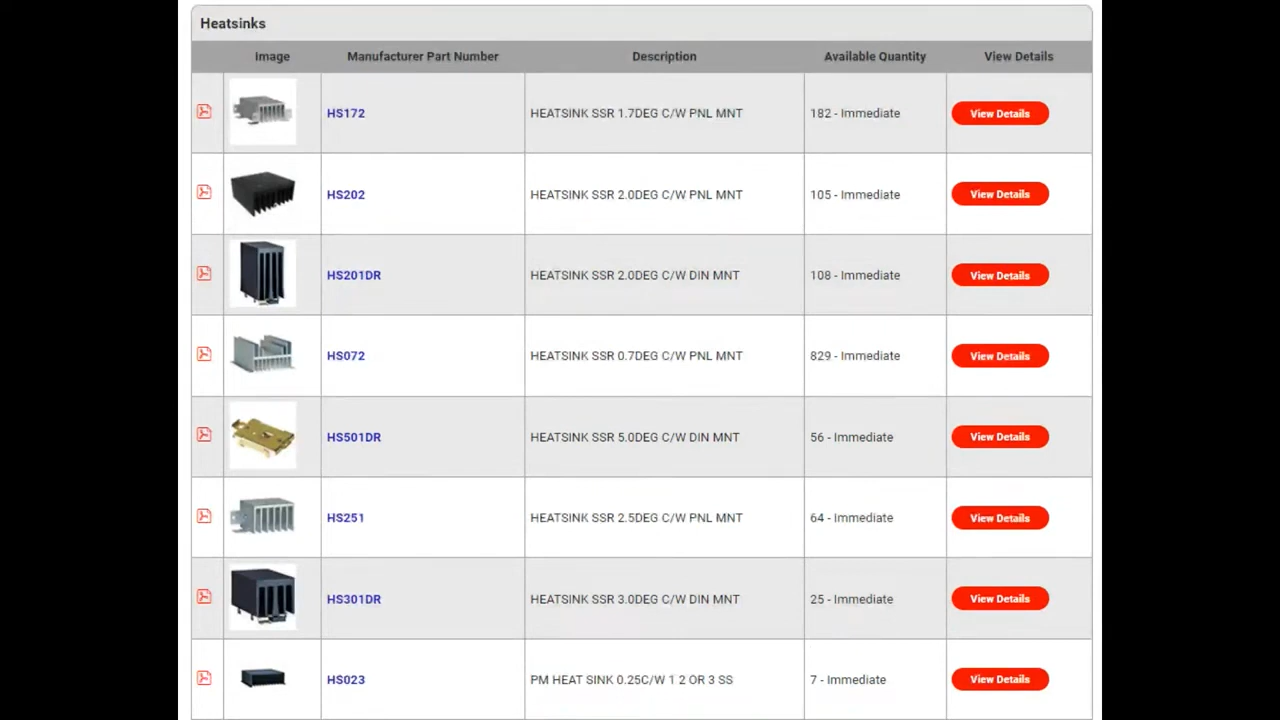 Heatsinks
Image Manufacturer Part Number Description Available Quantity View Details
HS172 HEATSINK SSR 1.7DEG C/W PNL MNT 182 - Immediate View Details
HS202 HEATSINK SSR 2.0DEG C/W PNL MNT 105 - Immediate View Details
HS201DR HEATSINK SSR 2.0DEG C/W DIN MNT 108 - Immediate View Details
HS072 HEATSINK SSR 0.7DEG C/W PNL MNT 829 - Immediate View Details
HS501DR HEATSINK SSR 5.0DEG C/W DIN MNT 56 - Immediate View Details
HS251 HEATSINK SSR 2.5DEG C/W PNL MNT 64 - Immediate View Details
HS301DR HEATSINK SSR 3.0DEG C/W DIN MNT 25 - Immediate View Details
HS023 PM HEAT SINK 0.25C/W 1 2 OR 3 SS 7 - Immediate View Details